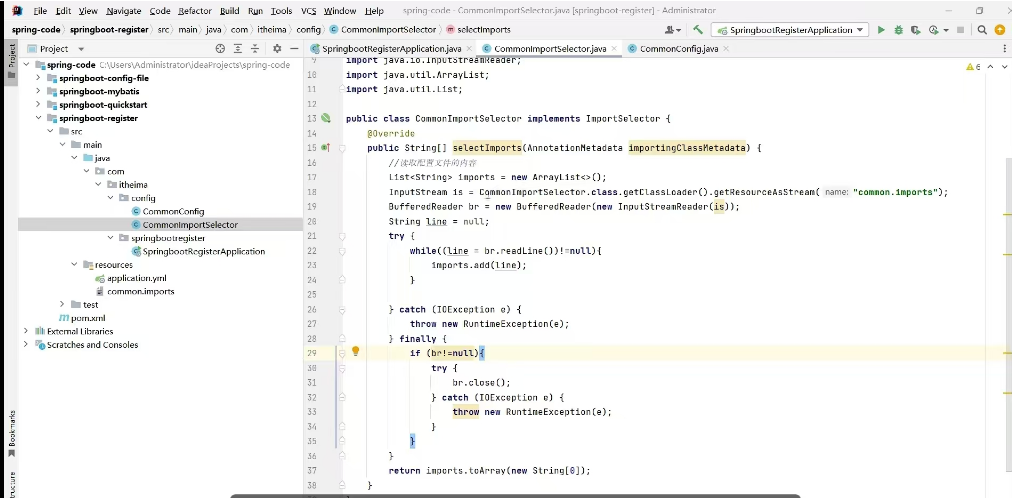 File Edit View Navigate Code Refactor Build Run Tools VCS Window Help spring-code - CommonImportSelector.java [springboot-register] - Administrator
spring-code springboot-register src main java com itheima config CommonImportSelector selectImports SpringbootRegisterApplication
Project SpringbootRegisterApplication.java CommonImportSelector.java CommonConfig.java
Project
spring-code C:\Users\Administrator\IdeaProjects\spring-code
springboot-config-file
springboot-mybatis
springboot-quickstart
springboot-register
src
main
java
com
itheima
config
CommonConfig
CommonImportSelector
springbootregister
SpringbootRegisterApplication
resources
application.yml
common.imports
test
pom.xml
External Libraries
Scratches and Consoles
Bookmarks
Structure
6
9 import java.io.InputStreamReader;
10 import java.util.ArrayList;
11 import java.util.List;
12
13 public class CommonImportSelector implements ImportSelector {
14 @Override
15 public String[] selectImports(AnnotationMetadata importingClassMetadata) {
16 //读取配置文件的内容
17 List<String> imports = new ArrayList<>();
18 InputStream is = CommonImportSelector.class.getClassLoader().getResourceAsStream( name: "common.imports");
19 BufferedReader br = new BufferedReader(new InputStreamReader(is));
20 String line = null;
21 try {
22 while((line = br.readLine())!=null){
23 imports.add(line);
24 }
25
26 } catch (IOException e) {
27 throw new RuntimeException(e);
28 } finally {
29 if (br!=null){
30 try {
31 br.close();
32 } catch (IOException e) {
33 throw new RuntimeException(e);
34 }
35 }
36 }
37 return imports.toArray(new String[0]);
38 }